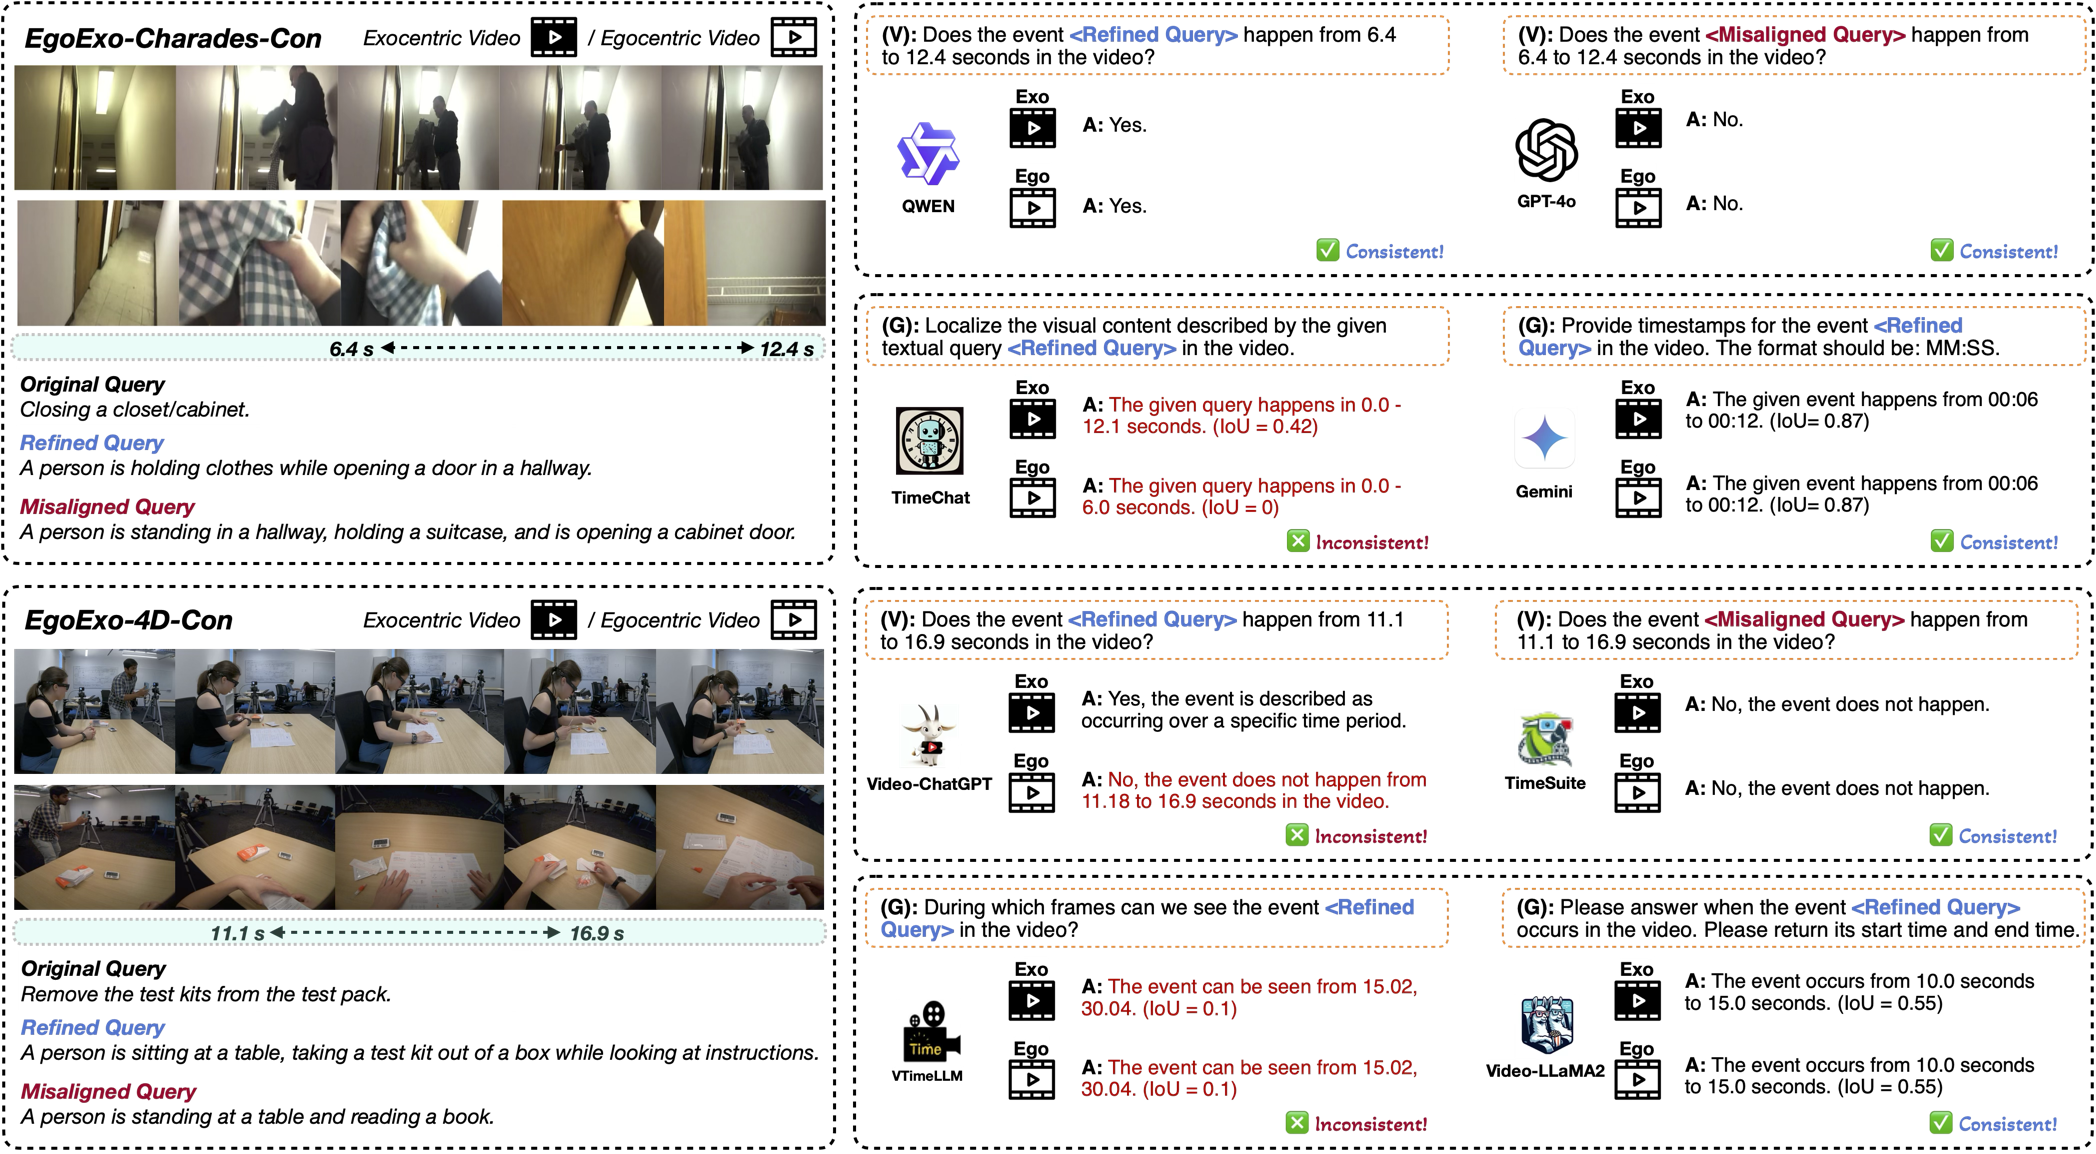 EgoExo-Charades-Con
Exocentric Video / Egocentric Video
6.4 s 12.4 s
Original Query
Closing a closet/cabinet.
Refined Query
A person is holding clothes while opening a door in a hallway.
Misaligned Query
A person is standing in a hallway, holding a suitcase, and is opening a cabinet door.
(V): Does the event <Refined Query> happen from 6.4
to 12.4 seconds in the video?
Exo
A: Yes.
Ego
A: Yes.
QWEN
Consistent!
(V): Does the event <Misaligned Query> happen from
6.4 to 12.4 seconds in the video?
Exo
A: No.
Ego
A: No.
GPT-4o
Consistent!
(G): Localize the visual content described by the given
textual query <Refined Query> in the video.
Exo
A: The given query happens in 0.0 -
12.1 seconds. (IoU = 0.42)
Ego
A: The given query happens in 0.0 -
6.0 seconds. (IoU = 0)
TimeChat
Inconsistent!
(G): Provide timestamps for the event <Refined
Query> in the video. The format should be: MM:SS.
Exo
A: The given event happens from 00:06
to 00:12. (IoU= 0.87)
Ego
A: The given event happens from 00:06
to 00:12. (IoU= 0.87)
Gemini
Consistent!
EgoExo-4D-Con
Exocentric Video / Egocentric Video
11.1 s 16.9 s
Original Query
Remove the test kits from the test pack.
Refined Query
A person is sitting at a table, taking a test kit out of a box while looking at instructions.
Misaligned Query
A person is standing at a table and reading a book.
(V): Does the event <Refined Query> happen from 11.1
to 16.9 seconds in the video?
Exo
A: Yes, the event is described as
occurring over a specific time period.
Ego
A: No, the event does not happen from
11.18 to 16.9 seconds in the video.
Video-ChatGPT
Inconsistent!
(V): Does the event <Misaligned Query> happen from
11.1 to 16.9 seconds in the video?
Exo
A: No, the event does not happen.
Ego
A: No, the event does not happen.
TimeSuite
Consistent!
(G): During which frames can we see the event <Refined
Query> in the video?
Exo
A: The event can be seen from 15.02,
30.04. (IoU = 0.1)
Ego
A: The event can be seen from 15.02,
30.04. (IoU = 0.1)
Time
VTimeLLM
Inconsistent!
(G): Please answer when the event <Refined Query>
occurs in the video. Please return its start time and end time.
Exo
A: The event occurs from 10.0 seconds
to 15.0 seconds. (IoU = 0.55)
Ego
A: The event occurs from 10.0 seconds
to 15.0 seconds. (IoU = 0.55)
Video-LLaMA2
Consistent!